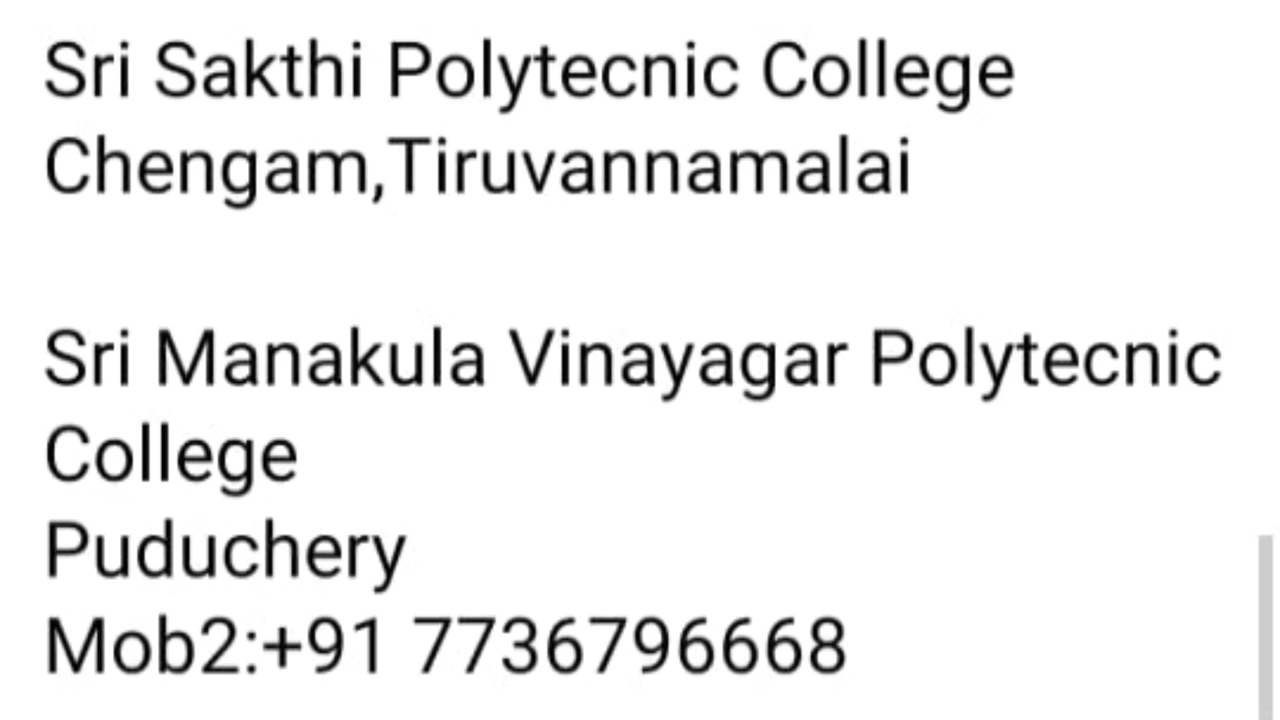 Sri Sakthi Polytecnic College
Chengam,Tiruvannamalai
Sri Manakula Vinayagar Polytecnic
College
Puduchery
Mob2:+91 7736796668